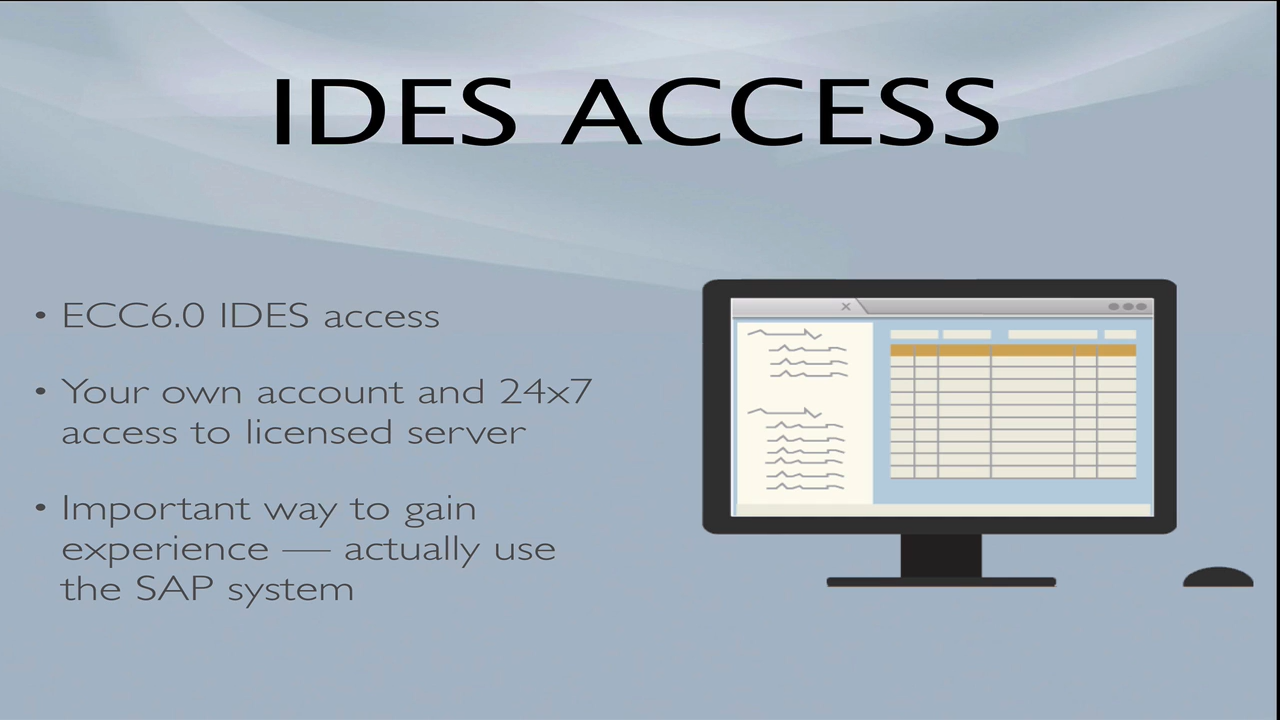 IDES ACCESS
• ECC6.0 IDES access
• Your own account and 24x7
access to licensed server
• Important way to gain
experience — actually use
the SAP system